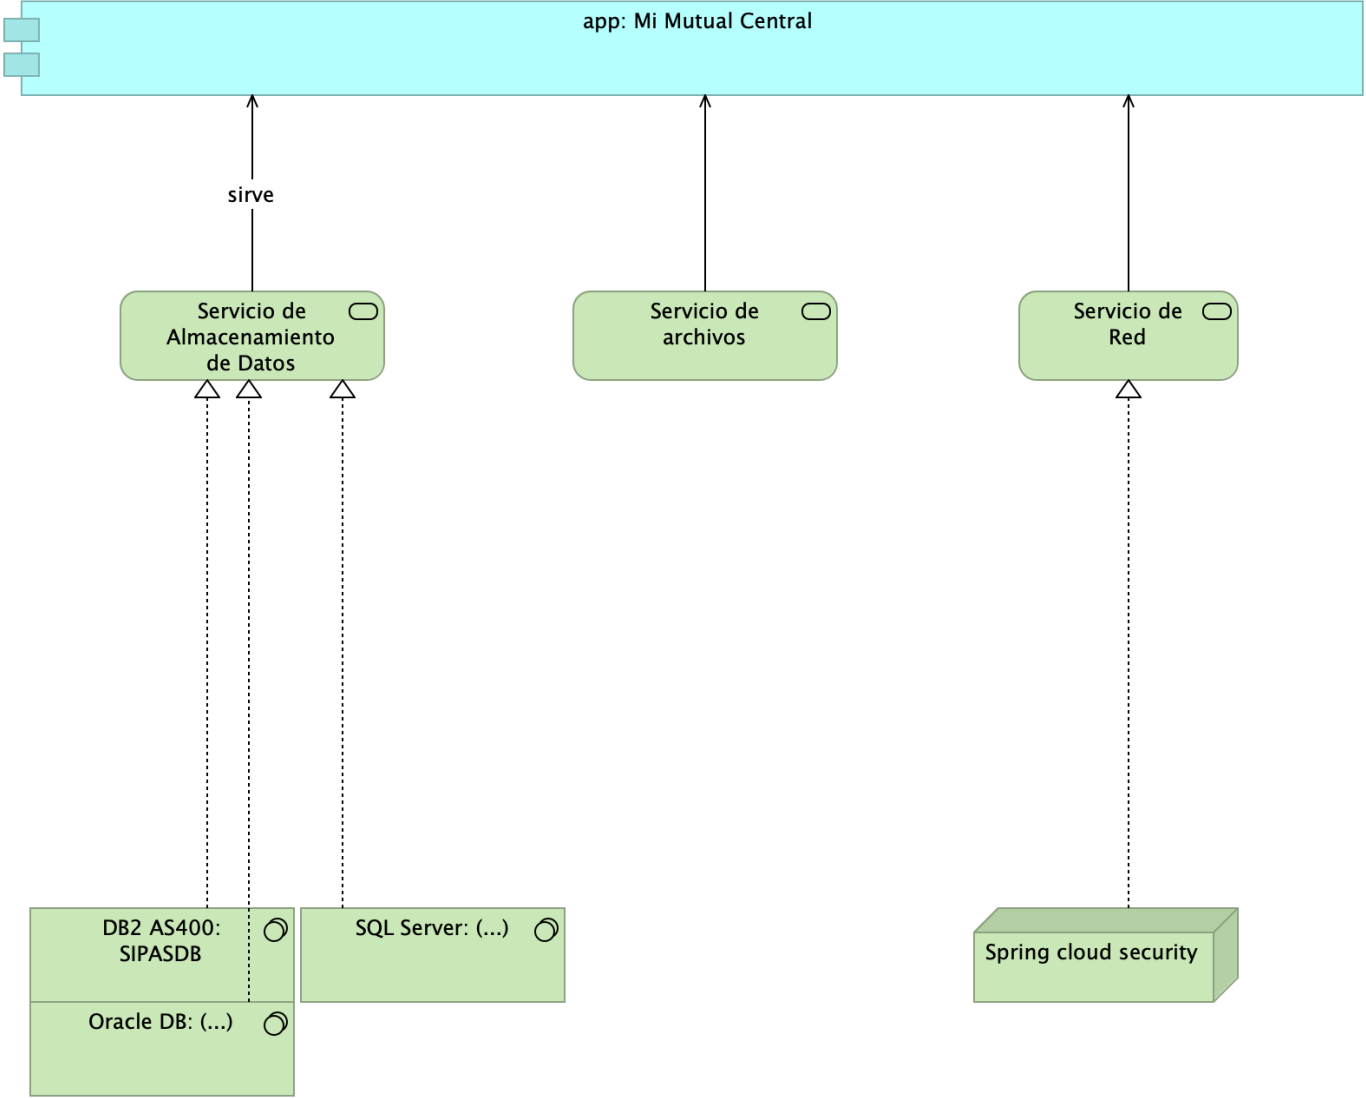 app: Mi Mutual Central
sirve
Servicio de
Almacenamiento
de Datos
Servicio de
archivos
Servicio de
Red
DB2 AS400:
SIPASDB
SQL Server: (...)
Oracle DB: (...)
Spring cloud security